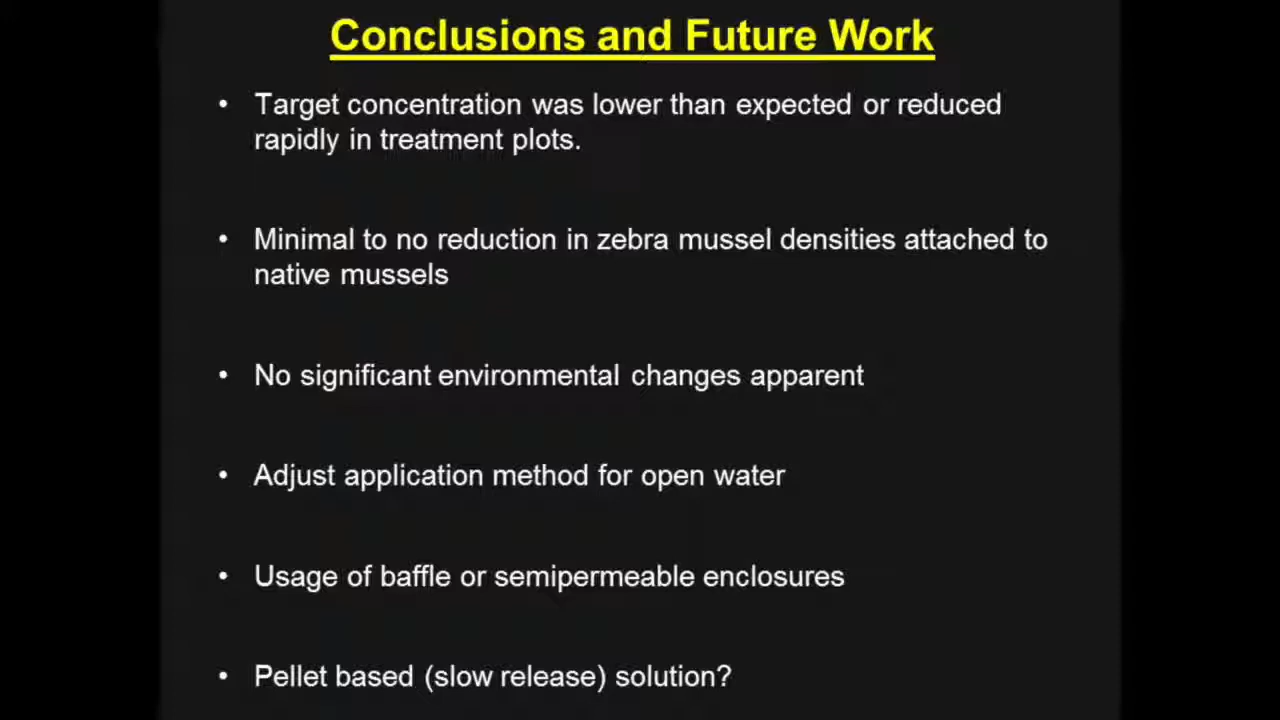 Conclusions and Future Work
• Target concentration was lower than expected or reduced
rapidly in treatment plots.
• Minimal to no reduction in zebra mussel densities attached to
native mussels
• No significant environmental changes apparent
• Adjust application method for open water
• Usage of baffle or semipermeable enclosures
• Pellet based (slow release) solution?